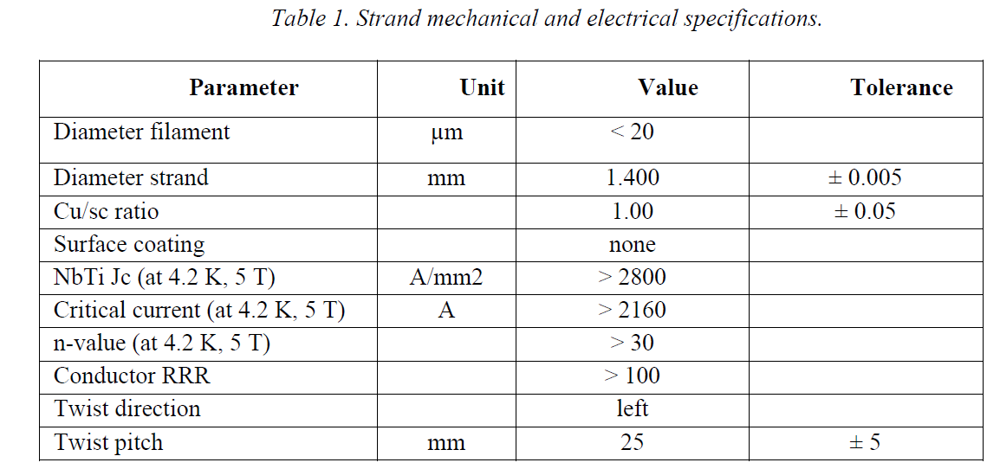 Table 1. Strand mechanical and electrical specifications.
Parameter Unit Value Tolerance
Diameter filament µm < 20
Diameter strand mm 1.400 ± 0.005
Cu/sc ratio 1.00 ± 0.05
Surface coating none
NbTi Jc (at 4.2 K, 5 T) A/mm2 > 2800
Critical current (at 4.2 K, 5 T) A > 2160
n-value (at 4.2 K, 5 T) > 30
Conductor RRR > 100
Twist direction left
Twist pitch mm 25 ± 5